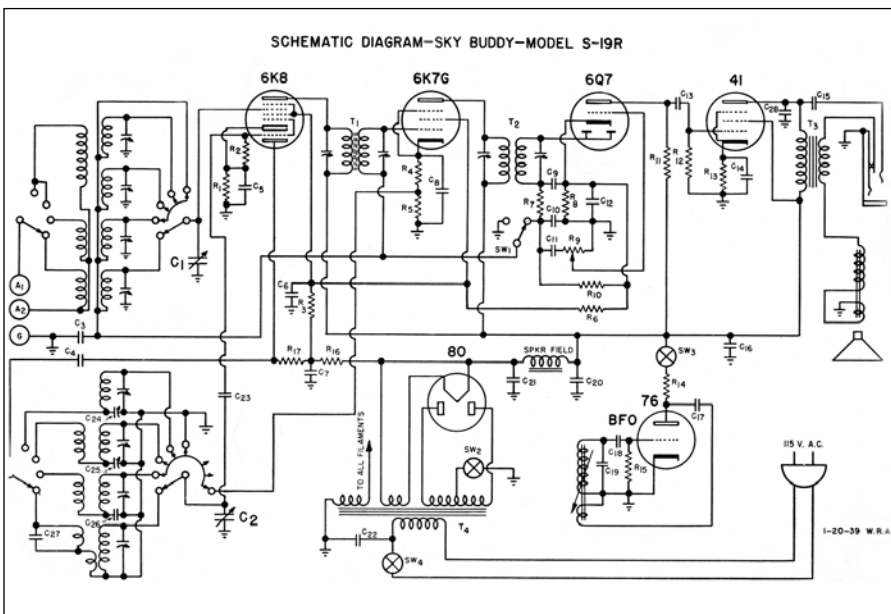 SCHEMATIC DIAGRAM—SKY BUDDY—MODEL S-19R
6K8
6K7G
6Q7
41
T1
T2
T3
C13
C28
C15
R2
R1
C5
R4
R5
C8
C9
R7
C10
R8
C12
C11
R9
R11
R12
R13
C14
SW1
C1
A1
A2
G
C3
C4
C6
R3
R10
R6
R17
R16
C7
80
SPKR FIELD
C21
C20
SW3
C16
R14
76
BFO
C17
C18
C19
R15
C23
C24
C25
C26
C27
C2
TO ALL FILAMENTS
SW2
T4
C22
SW4
115 V. A.C.
1-20-39 W.R.A